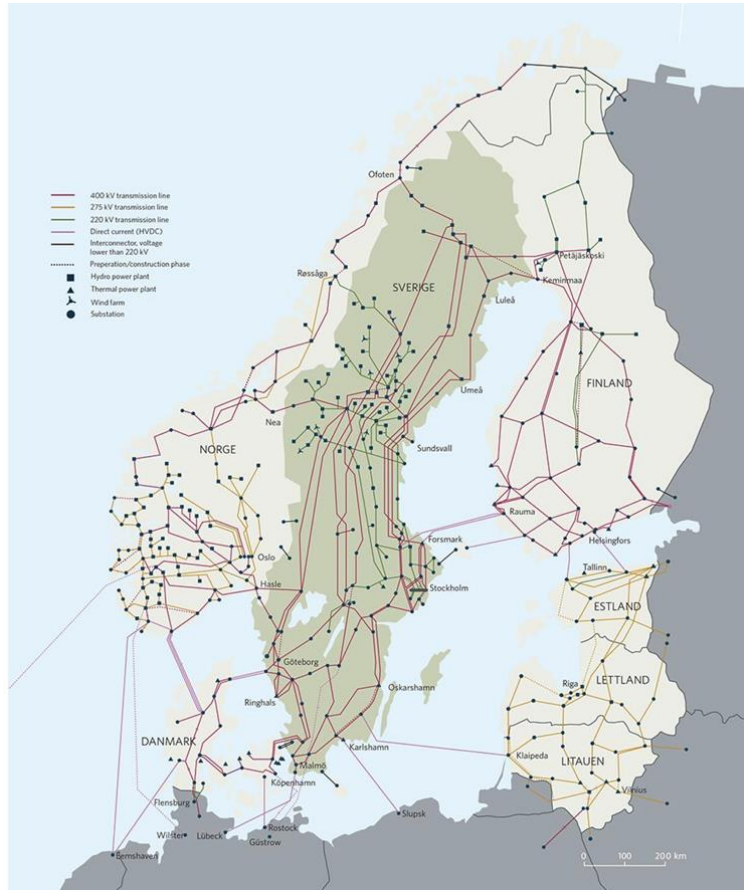 400 kV transmission line
275 kV transmission line
220 kV transmission line
Direct current (HVDC)
Interconnector, voltage
lower than 220 kV
Preperation/construction phase
Hydro power plant
Thermal power plant
Wind farm
Substation
Ofoten
Røssåga
SVERIGE
Petäjäskoski
Keminmaa
Luleå
FINLAND
Umeå
Nea
NORGE
Sundsvall
Rauma
Forsmark
Helsingfors
Oslo
Tallinn
Hasle
Stockholm
ESTLAND
Göteborg
Riga
LETTLAND
Oskarshamn
Ringhals
DANMARK
Karlshamn
Klaipeda
LITAUEN
Malmö
Köpenhamn
Vilnius
Flensburg
Slupsk
Rostock
Wilster
Lübeck
Güstrow
Eemshaven
0 100 200 km